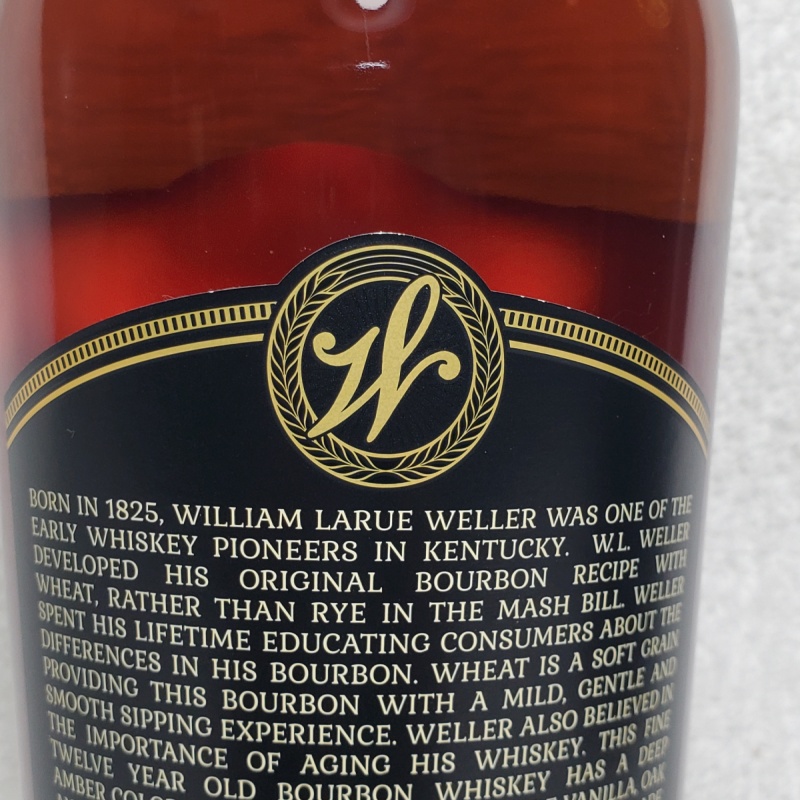 W
BORN IN 1825, WILLIAM LARUE WELLER WAS ONE OF THE
EARLY WHISKEY PIONEERS IN KENTUCKY. W.L. WELLER
DEVELOPED HIS ORIGINAL BOURBON RECIPE WITH
WHEAT, RATHER THAN RYE IN THE MASH BILL. WELLER
SPENT HIS LIFETIME EDUCATING CONSUMERS ABOUT THE
DIFFERENCES IN HIS BOURBON. WHEAT IS A SOFT GRAIN
PROVIDING THIS BOURBON WITH A MILD, GENTLE AND
SMOOTH SIPPING EXPERIENCE. WELLER ALSO BELIEVED IN
THE IMPORTANCE OF AGING HIS WHISKEY. THIS FINE
TWELVE YEAR OLD BOURBON WHISKEY HAS A DEEP
AMBER VANILLA, OAK